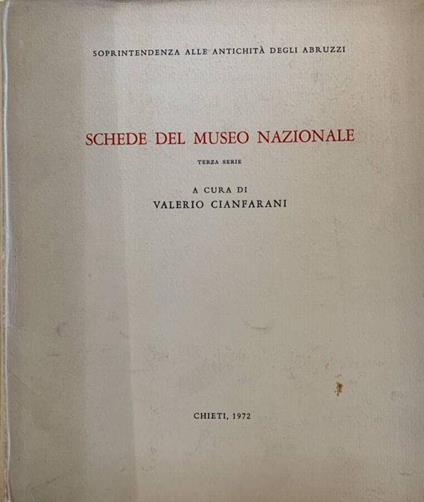 SOPRINTENDENZA ALLE ANTICHITÀ DEGLI ABRUZZI
SCHEDE DEL MUSEO NAZIONALE
TERZA SERIE
A CURA DI
VALERIO CIANFARANI
CHIETI, 1972